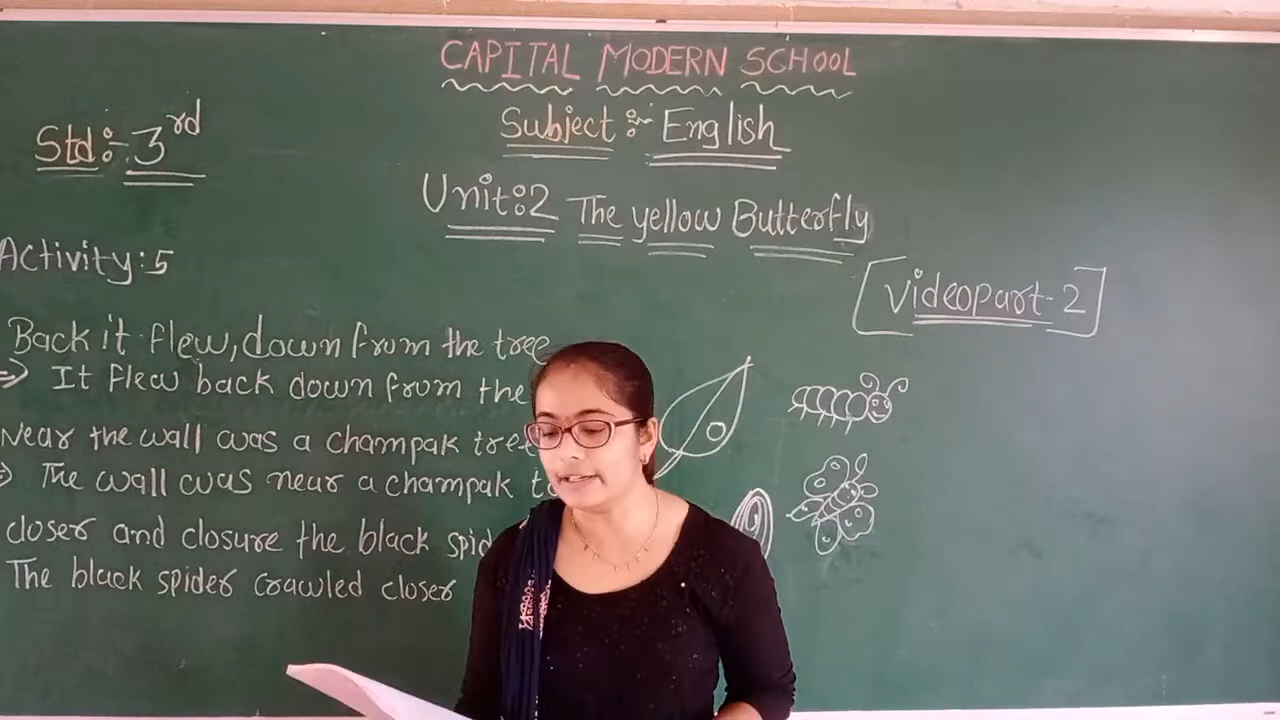 CAPITAL MODERN SCHOOL
Std:- 3rd
Subject:- English
Unit:2 The yellow Butterfly
Activity:5
Video part-2
Back it flew, down from the tree
=> It flew back down from the
Near the wall was a champak tree
=> The wall was near a champak
closer and closure the black
The black spider crawled closer